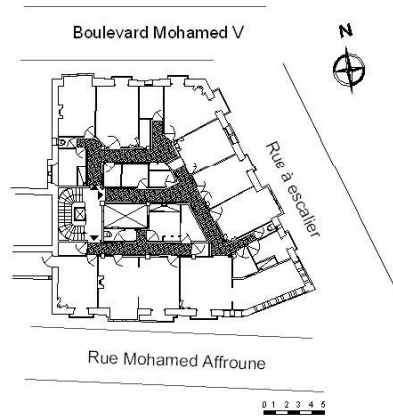 Boulevard Mohamed V
N
Rue à escalier
Rue Mohamed Affroune
0 1 2 3 4 5